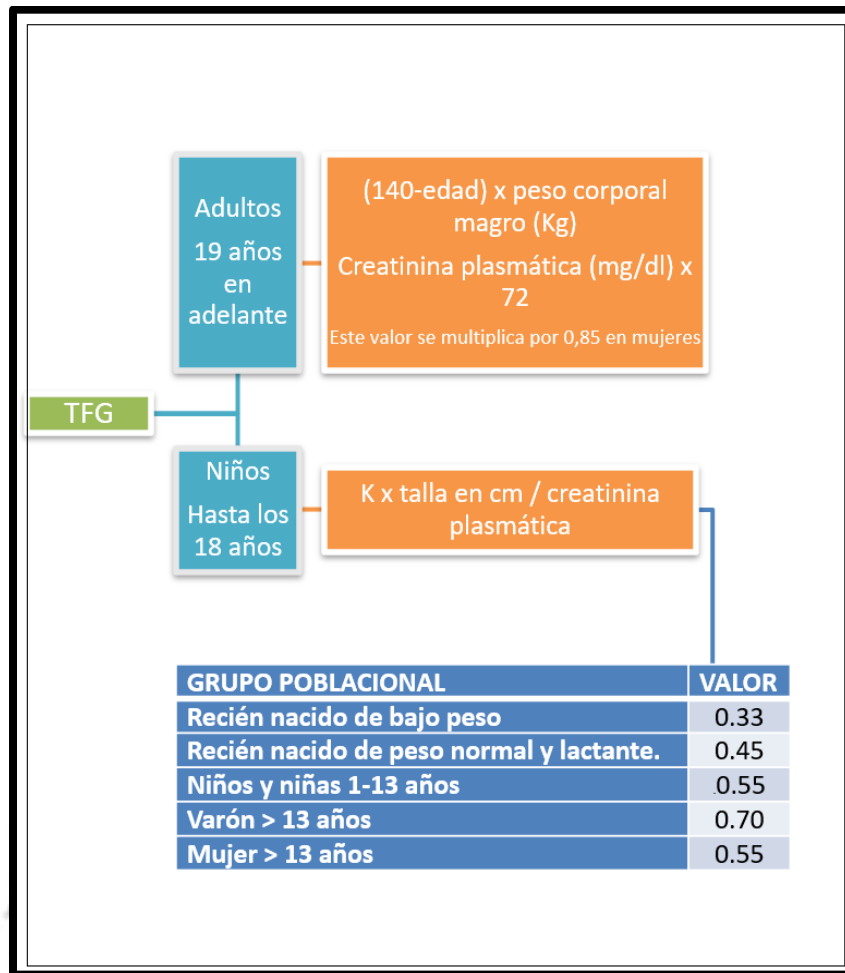 Adultos
19 años
en
adelante
(140-edad) x peso corporal
magro (Kg)
Creatinina plasmática (mg/dl) x
72
Este valor se multiplica por 0,85 en mujeres
TFG
Niños
Hasta los
18 años
K x talla en cm / creatinina
plasmática
GRUPO POBLACIONAL VALOR
Recién nacido de bajo peso 0.33
Recién nacido de peso normal y lactante. 0.45
Niños y niñas 1-13 años 0.55
Varón > 13 años 0.70
Mujer > 13 años 0.55